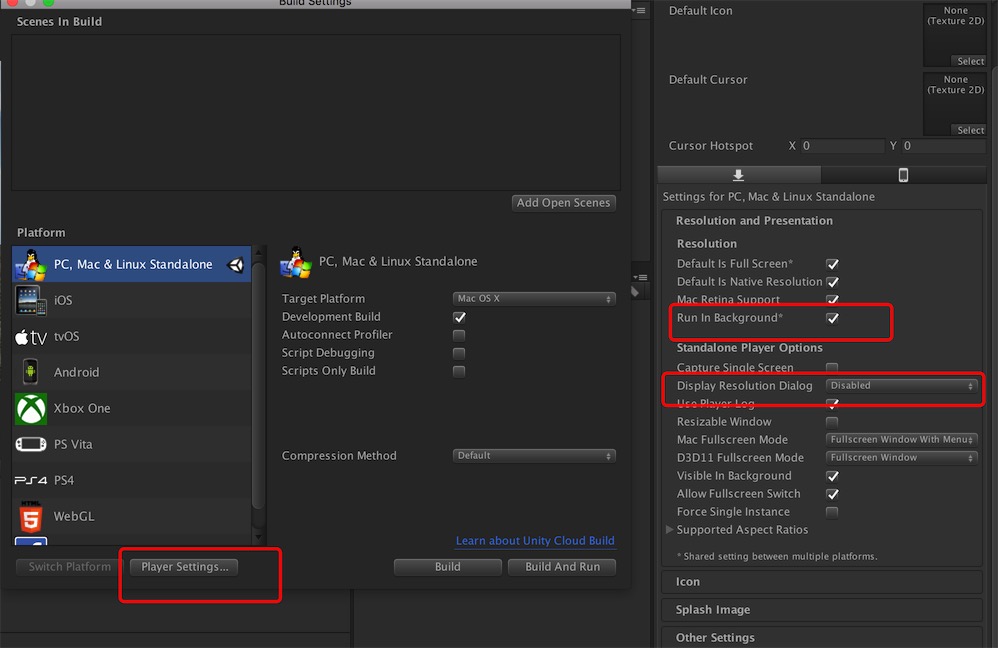 Build Settings
Scenes In Build
Add Open Scenes
Platform
PC, Mac & Linux Standalone
iOS
tv tvOS
Android
Xbox One
PS Vita
PS4
WebGL
Switch Platform
Player Settings...
PC, Mac & Linux Standalone
Target Platform Mac OS X
Development Build
Autoconnect Profiler
Script Debugging
Scripts Only Build
Compression Method Default
Learn about Unity Cloud Build
Build
Build And Run
Default Icon
None
(Texture 2D)
Select
Default Cursor
None
(Texture 2D)
Select
Cursor Hotspot X 0 Y 0
Settings for PC, Mac & Linux Standalone
Resolution and Presentation
Resolution
Default Is Full Screen*
Default Is Native Resolution
Mac Retina Support
Run In Background*
Standalone Player Options
Capture Single Screen
Display Resolution Dialog Disabled
Use Player Log
Resizable Window
Mac Fullscreen Mode Fullscreen Window With Menu
D3D11 Fullscreen Mode Fullscreen Window
Visible In Background
Allow Fullscreen Switch
Force Single Instance
Supported Aspect Ratios
* Shared setting between multiple platforms.
Icon
Splash Image
Other Settings